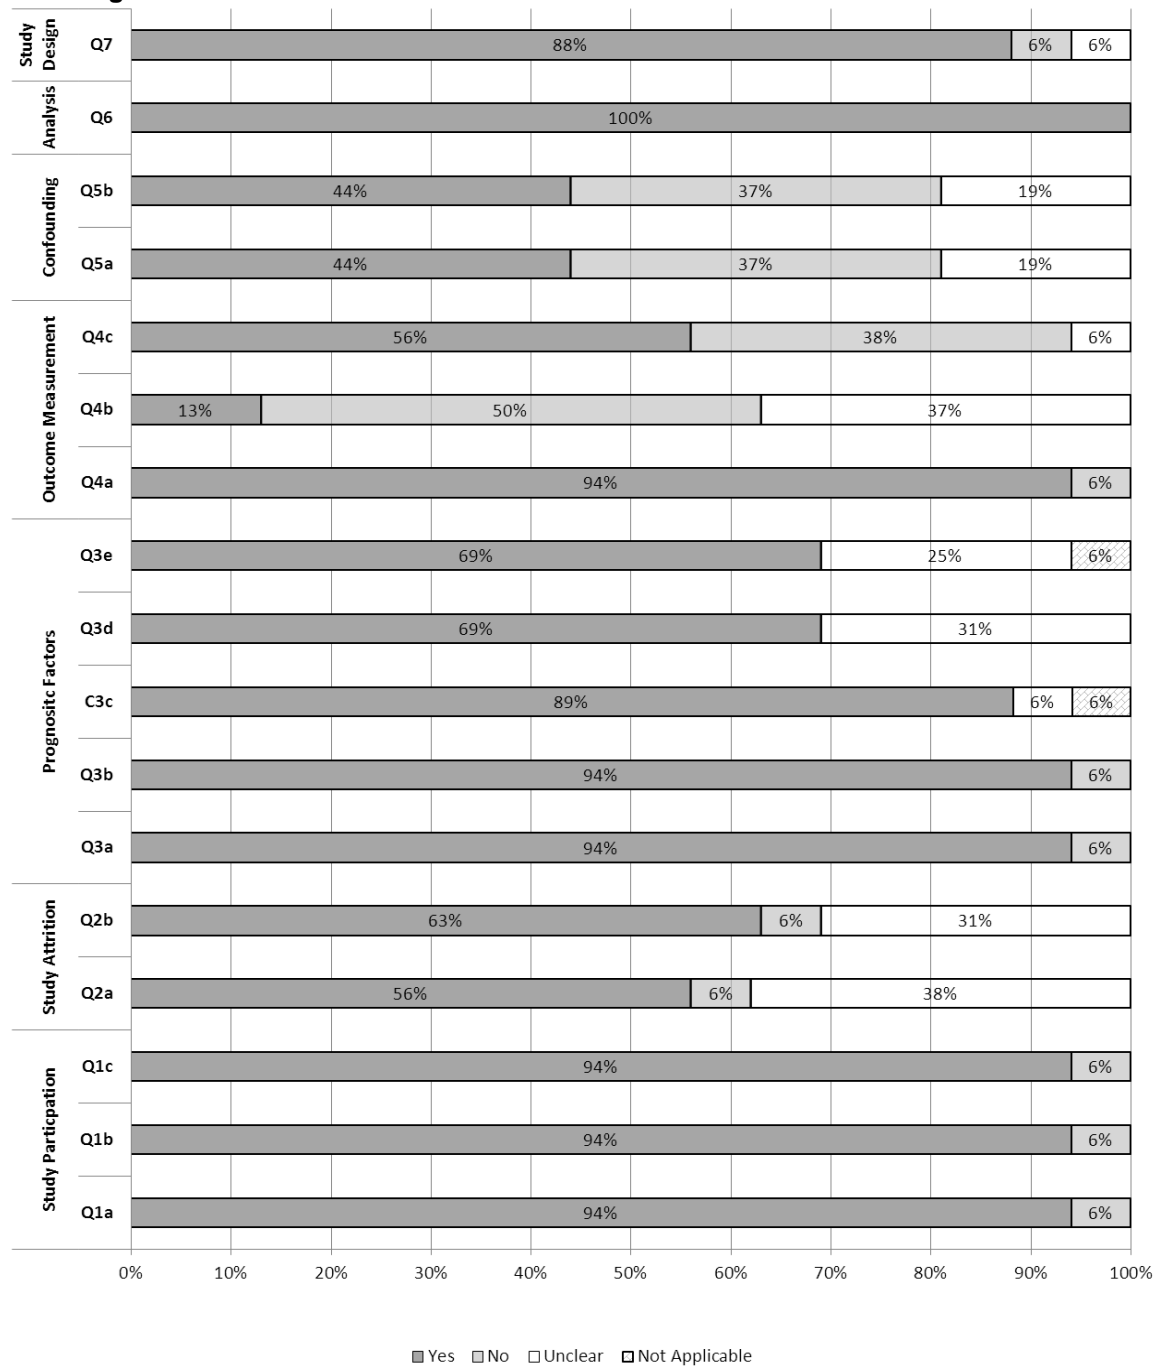 Study Design Q7 88% 6% 6%
Analysis Q6 100%
Confounding
Q5b 44% 37% 19%
Q5a 44% 37% 19%
Outcome Measurement
Q4c 56% 38% 6%
Q4b 13% 50% 37%
Q4a 94% 6%
Prognositc Factors
Q3e 69% 25% 6%
Q3d 69% 31%
C3c 89% 6% 6%
Q3b 94% 6%
Q3a 94% 6%
Study Attrition
Q2b 63% 6% 31%
Q2a 56% 6% 38%
Study Particpation
Q1c 94% 6%
Q1b 94% 6%
Q1a 94% 6%
0% 10% 20% 30% 40% 50% 60% 70% 80% 90% 100%
Yes No Unclear Not Applicable